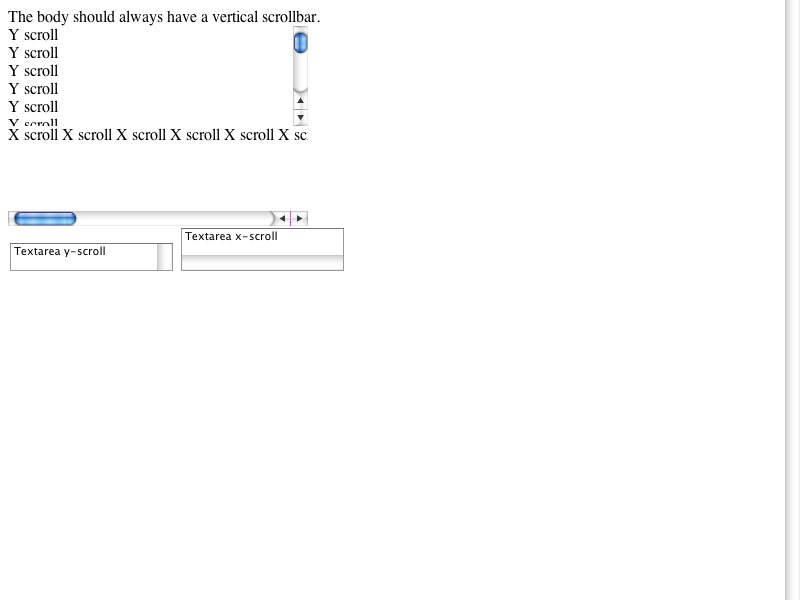 The body should always have a vertical scrollbar.
Y scroll
Y scroll
Y scroll
Y scroll
Y scroll
Y scroll
X scroll X scroll X scroll X scroll X scroll X sc
Textarea x-scroll
Textarea y-scroll